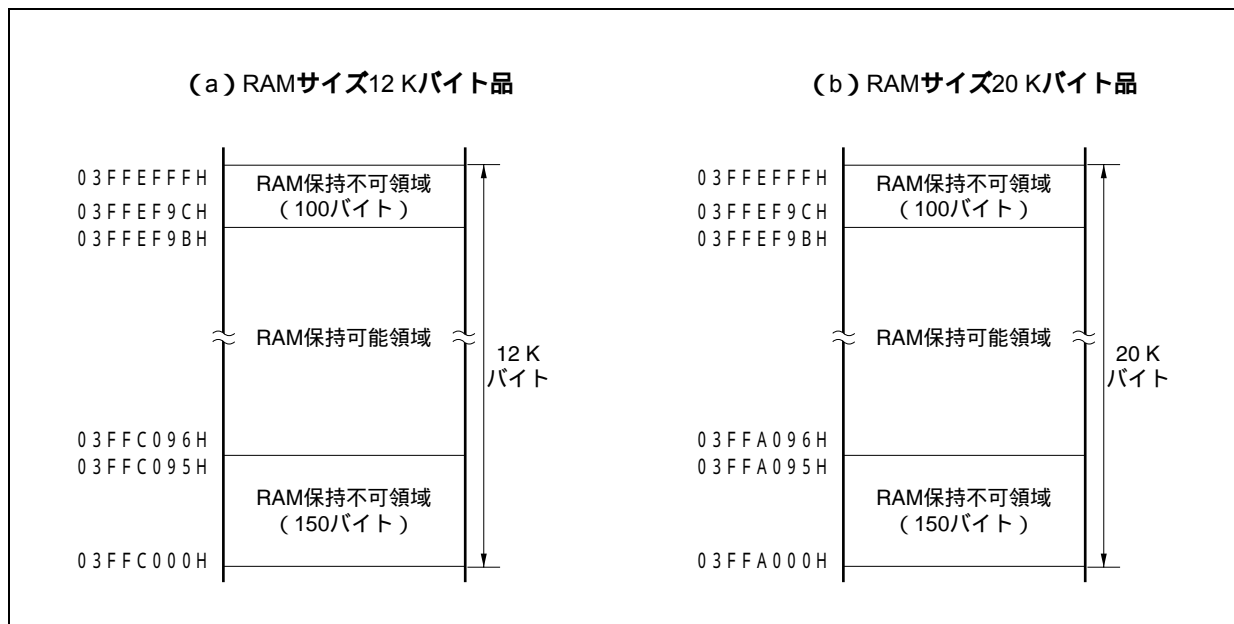 (a)RAMサイズ12 Kバイト品
03FFEFFFH
03FFEF9CH
03FFEF9BH
RAM保持不可領域
(100バイト)
RAM保持可能領域
12 K
バイト
03FFC096H
03FFC095H
RAM保持不可領域
(150バイト)
03FFC000H
(b)RAMサイズ20 Kバイト品
03FFEFFFH
03FFEF9CH
03FFEF9BH
RAM保持不可領域
(100バイト)
RAM保持可能領域
20 K
バイト
03FFA096H
03FFA095H
RAM保持不可領域
(150バイト)
03FFA000H